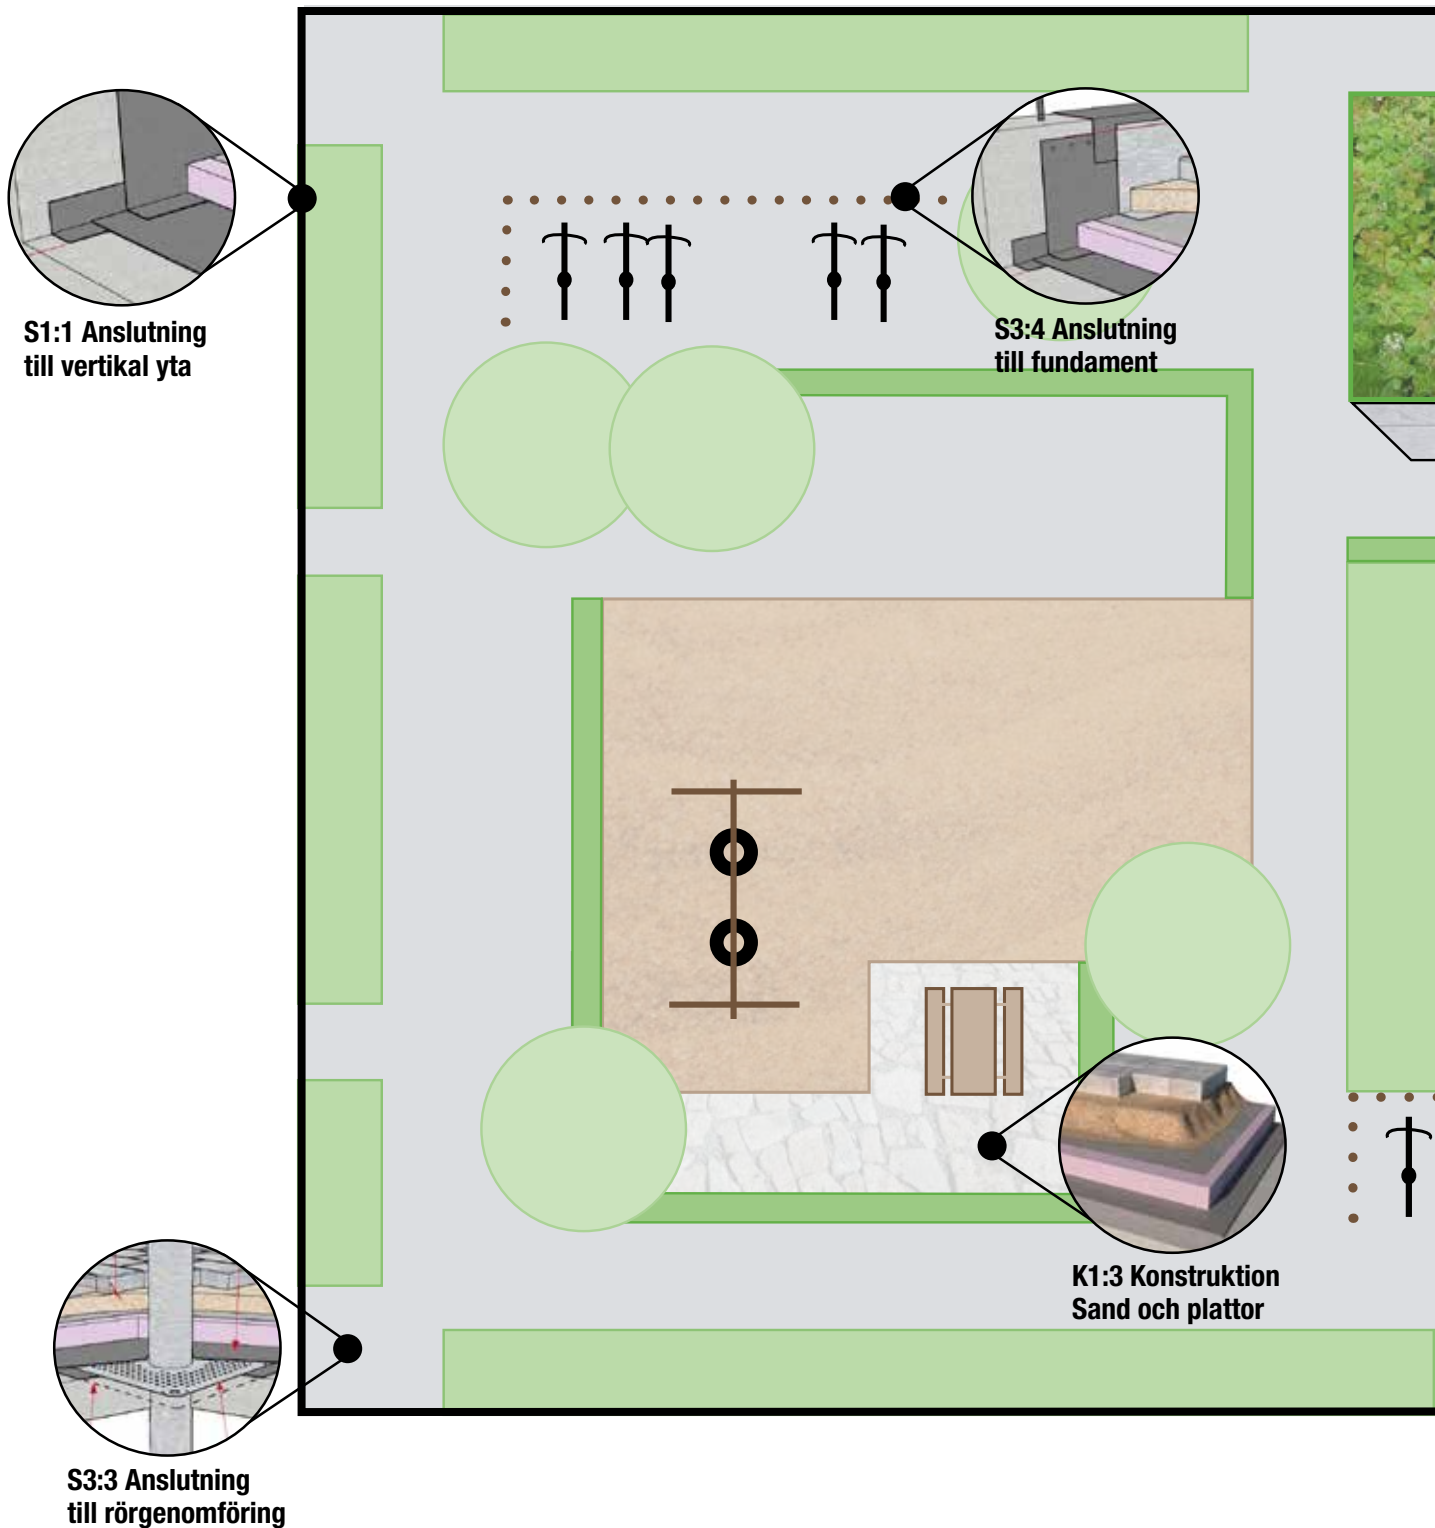 S1:1 Anslutning
till vertikal yta
S3:4 Anslutning
till fundament
K1:3 Konstruktion
Sand och plattor
S3:3 Anslutning
till rörgenomföring